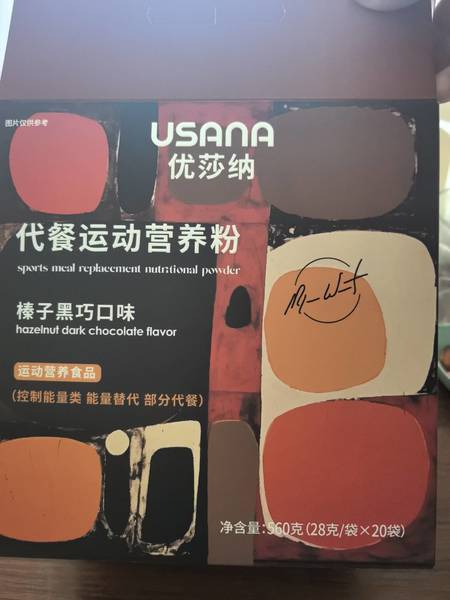 图片仅供参考
USANA
优莎纳
代餐运动营养粉
sports meal replacement nutritional powder
榛子黑巧口味
hazelnut dark chocolate flavor
运动营养食品
(控制能量类 能量替代 部分代餐)
净含量:560克(28克/袋×20袋)